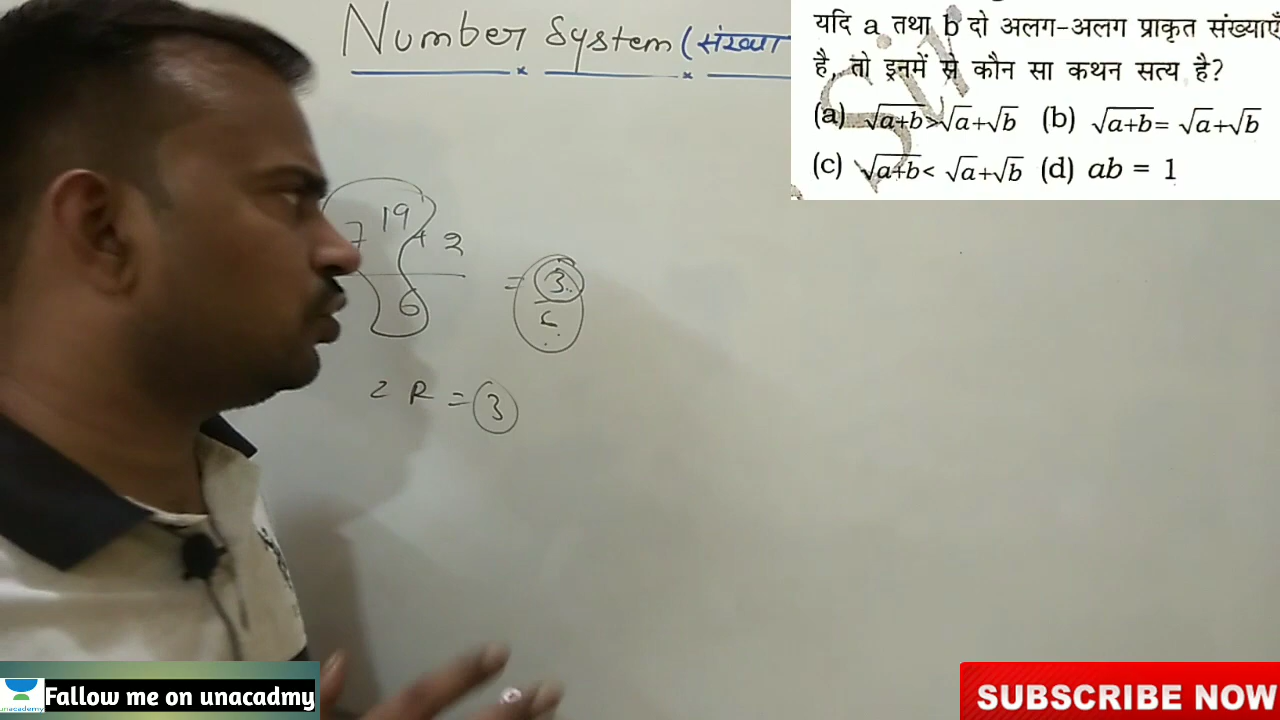 Number System (संख्या
यदि a तथा b दो अलग-अलग प्राकृत संख्याएँ
है, तो इनमें से कौन सा कथन सत्य है?
(a) √a+b>√a+√b (b) √a+b= √a+√b
(c) √a+b< √a+√b (d) ab = 1
7 19 + 2
6
= 3
6
2 R = 3
unacademy
Fallow me on unacadmy
SUBSCRIBE NOW